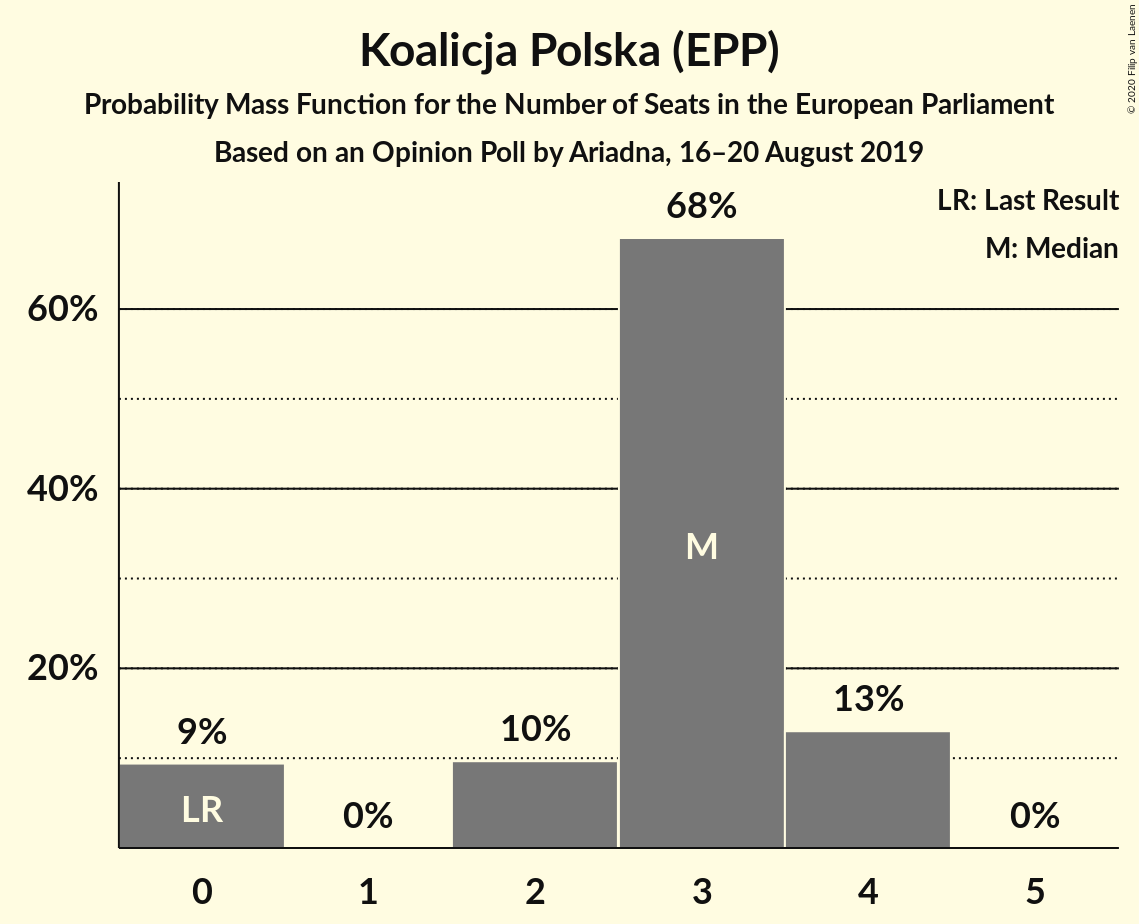 Koalicja Polska (EPP)
Probability Mass Function for the Number of Seats in the European Parliament
Based on an Opinion Poll by Ariadna, 16–20 August 2019
© 2020 Filip van Laenen
LR: Last Result
M: Median
68%
60%
40%
M
20%
13%
10%
9%
LR
0%
0%
0 1 2 3 4 5